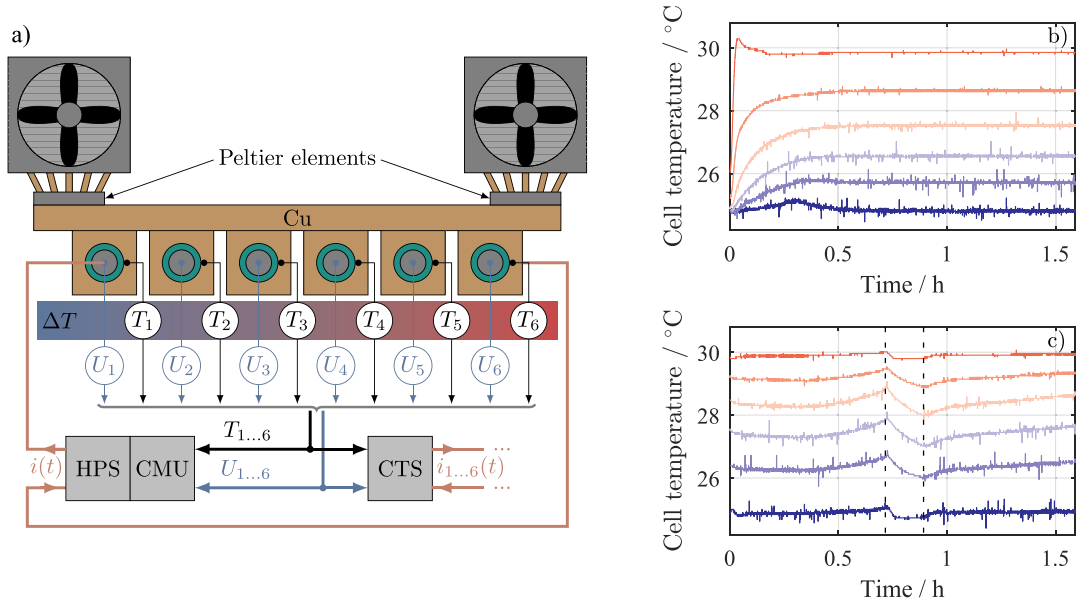 a)
Peltier elements
Cu
ΔT
T1 T2 T3 T4 T5 T6
U1 U2 U3 U4 U5 U6
T1...6
U1...6
i(t) HPS CMU CTS i1...6(t)
...
...
b)
Cell temperature / °C
30
28
26
0 0.5 1 1.5
Time / h
c)
Cell temperature / °C
30
28
26
0 0.5 1 1.5
Time / h